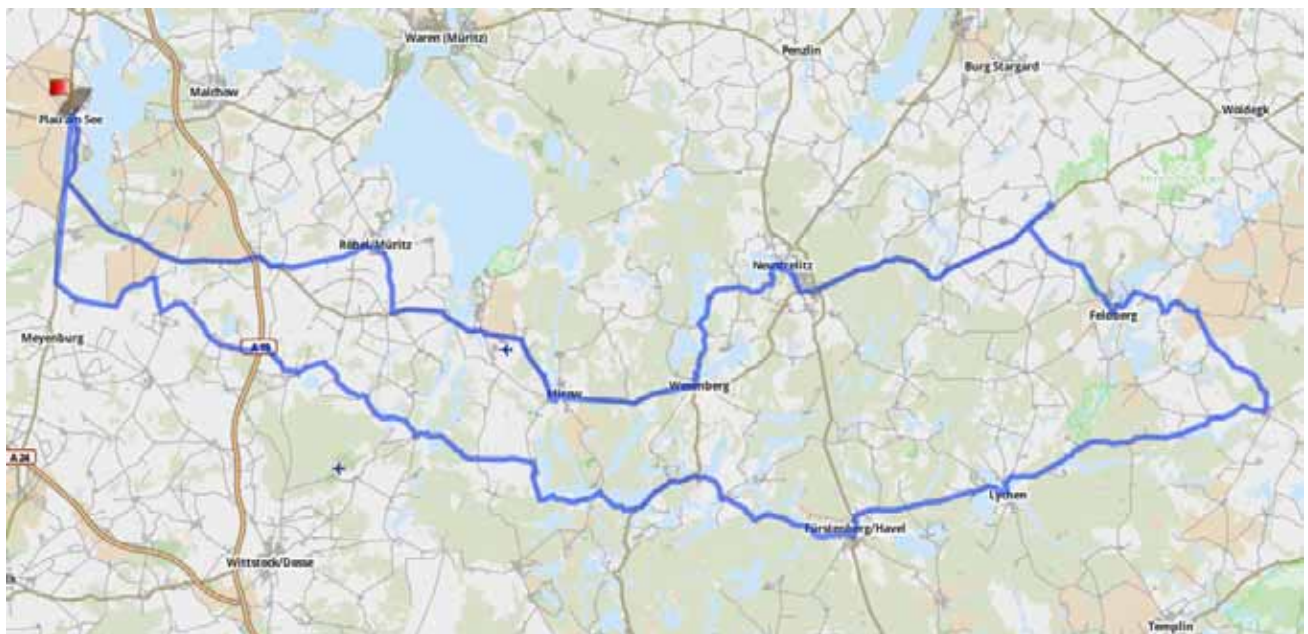 Waren (Müritz)
Penzlin
Burg Stargard
Malchow
Woldegk
Plau am See
Röbel/Müritz
Neustrelitz
Feldberg
Meyenburg
A 19
Wesenberg
Mirow
A 24
Lychen
Fürstenberg/Havel
Wittstock/Dosse
Templin